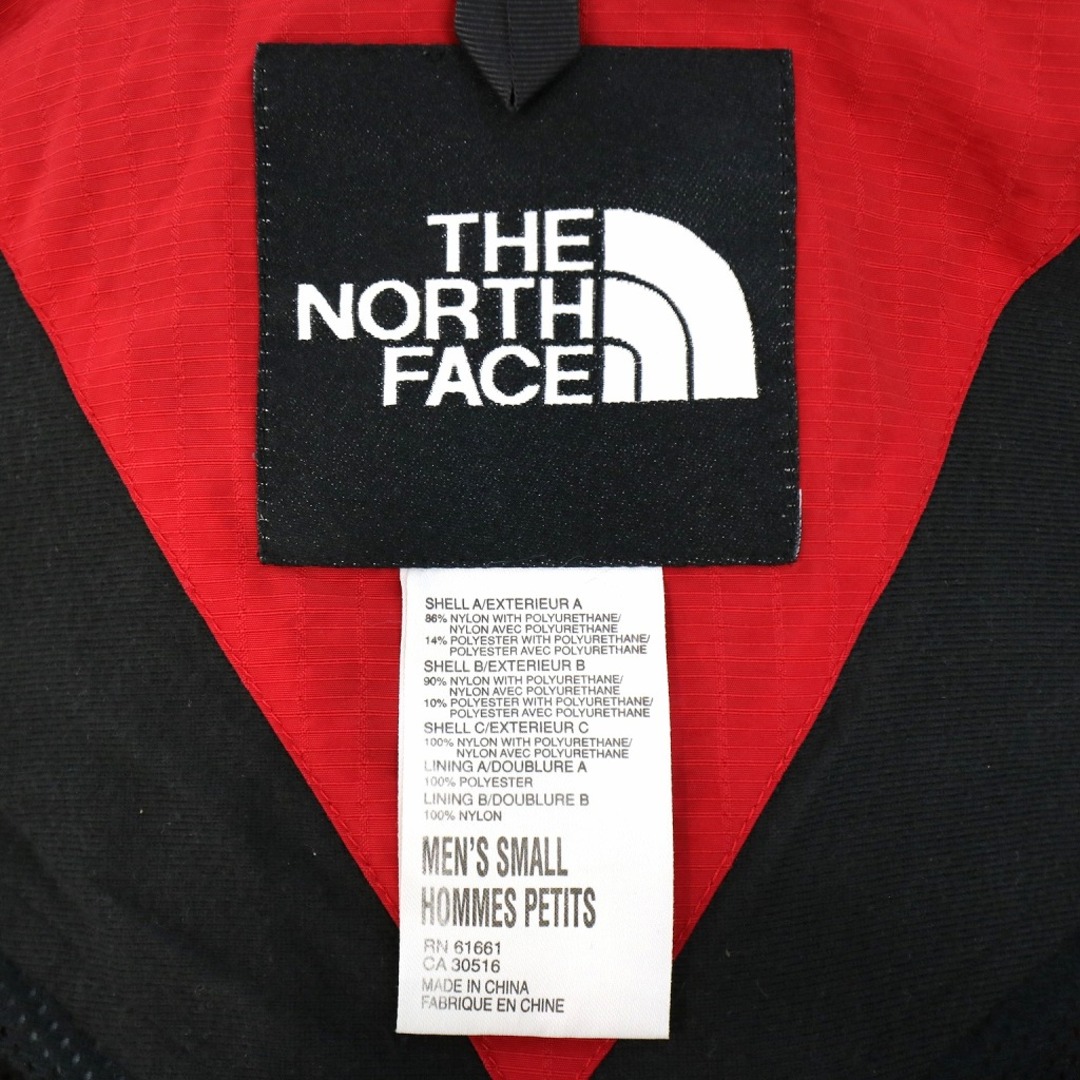 THE
NORTH
FACE
SHELL A/EXTERIEUR A
86% NYLON WITH POLYURETHANE/
NYLON AVEC POLYURETHANE
14% POLYESTER WITH POLYURETHANE/
POLYESTER AVEC POLYURETHANE
SHELL B/EXTERIEUR B
90% NYLON WITH POLYURETHANE/
NYLON AVEC POLYURETHANE
10% POLYESTER WITH POLYURETHANE/
POLYESTER AVEC POLYURETHANE
SHELL C/EXTERIEUR C
100% NYLON WITH POLYURETHANE/
NYLON AVEC POLYURETHANE
LINING A/DOUBLURE A
100% POLYESTER
LINING B/DOUBLURE B
100% NYLON
MEN'S SMALL
HOMMES PETITS
RN 61661
CA 30516
MADE IN CHINA
FABRIQUE EN CHINE